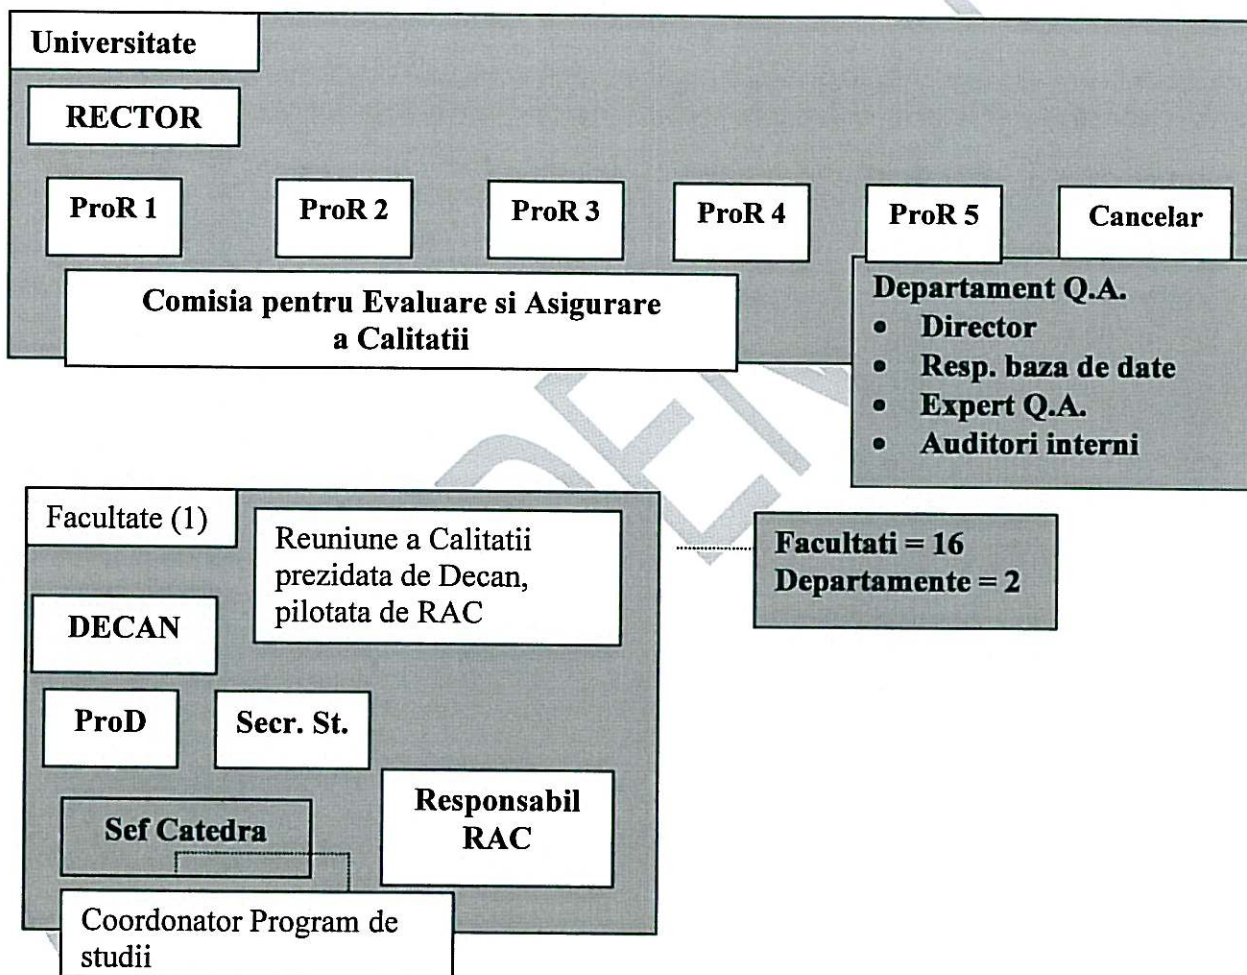 Universitate
RECTOR
ProR 1
ProR 2
ProR 3
ProR 4
ProR 5
Cancelar
Comisia pentru Evaluare si Asigurare
a Calitatii
Departament Q.A.
• Director
• Resp. baza de date
• Expert Q.A.
• Auditori interni
Facultate (1)
Reuniune a Calitatii
prezidata de Decan,
pilotata de RAC
Facultati = 16
Departamente = 2
DECAN
ProD
Secr. St.
Sef Catedra
Responsabil
RAC
Coordonator Program de
studii